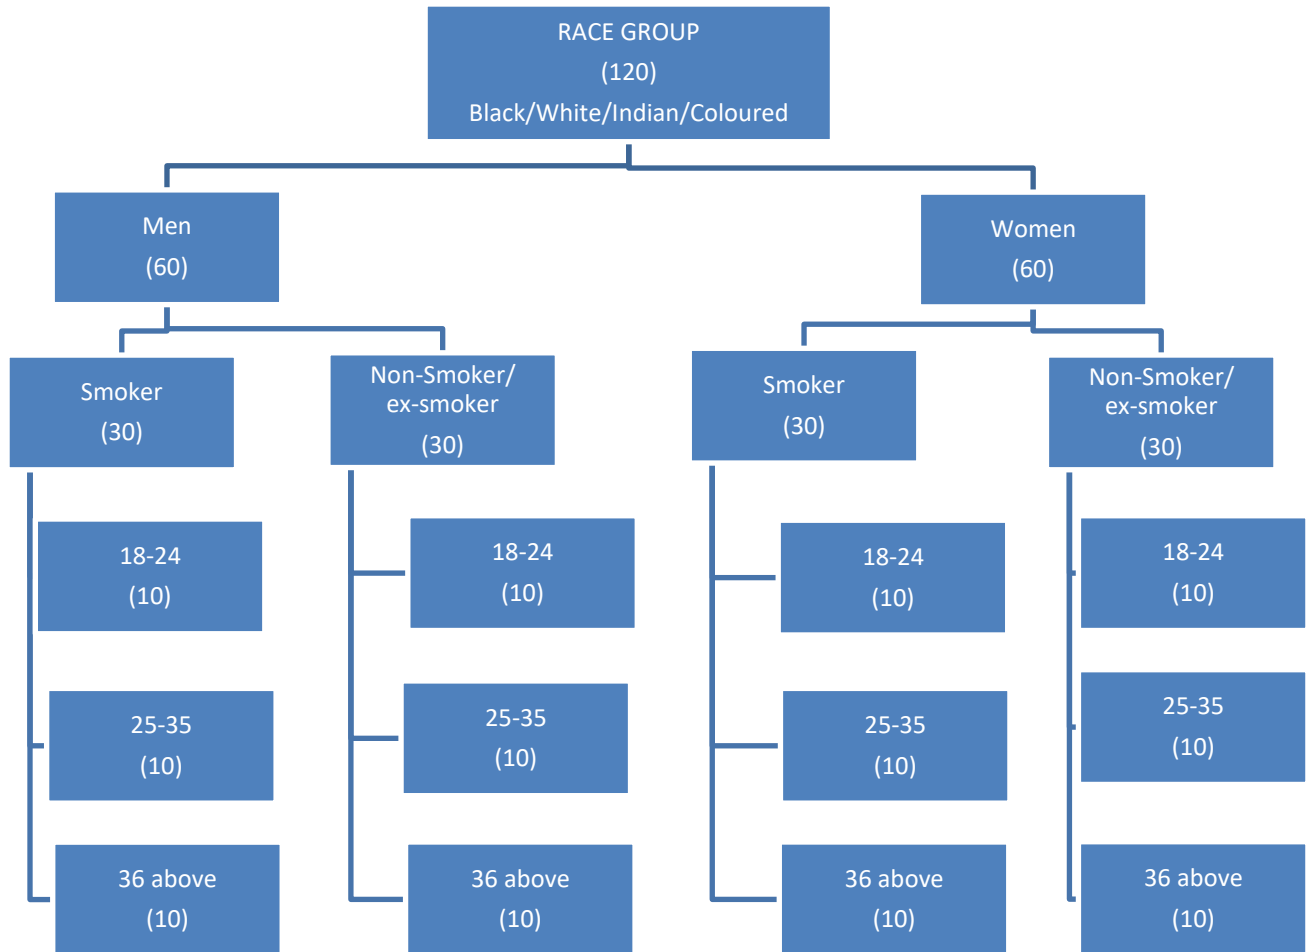 RACE GROUP
(120)
Black/White/Indian/Coloured
Men
(60)
Women
(60)
Smoker
(30)
Non-Smoker/
ex-smoker
(30)
Smoker
(30)
Non-Smoker/
ex-smoker
(30)
18-24
(10)
18-24
(10)
18-24
(10)
18-24
(10)
25-35
(10)
25-35
(10)
25-35
(10)
25-35
(10)
36 above
(10)
36 above
(10)
36 above
(10)
36 above
(10)